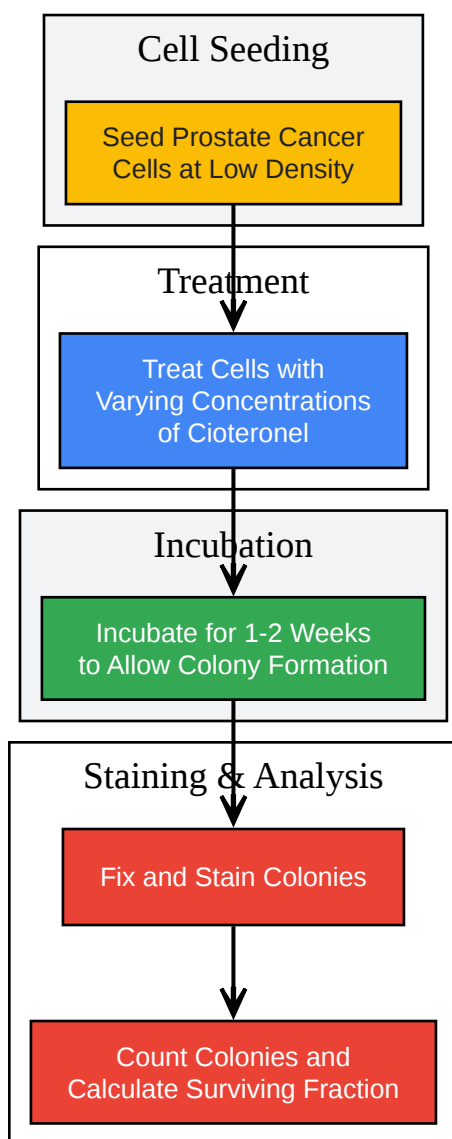 Cell Seeding
Seed Prostate Cancer
Cells at Low Density
Treatment
Treat Cells with
Varying Concentrations
of Cioteronel
Incubation
Incubate for 1-2 Weeks
to Allow Colony Formation
Staining & Analysis
Fix and Stain Colonies
Count Colonies and
Calculate Surviving Fraction